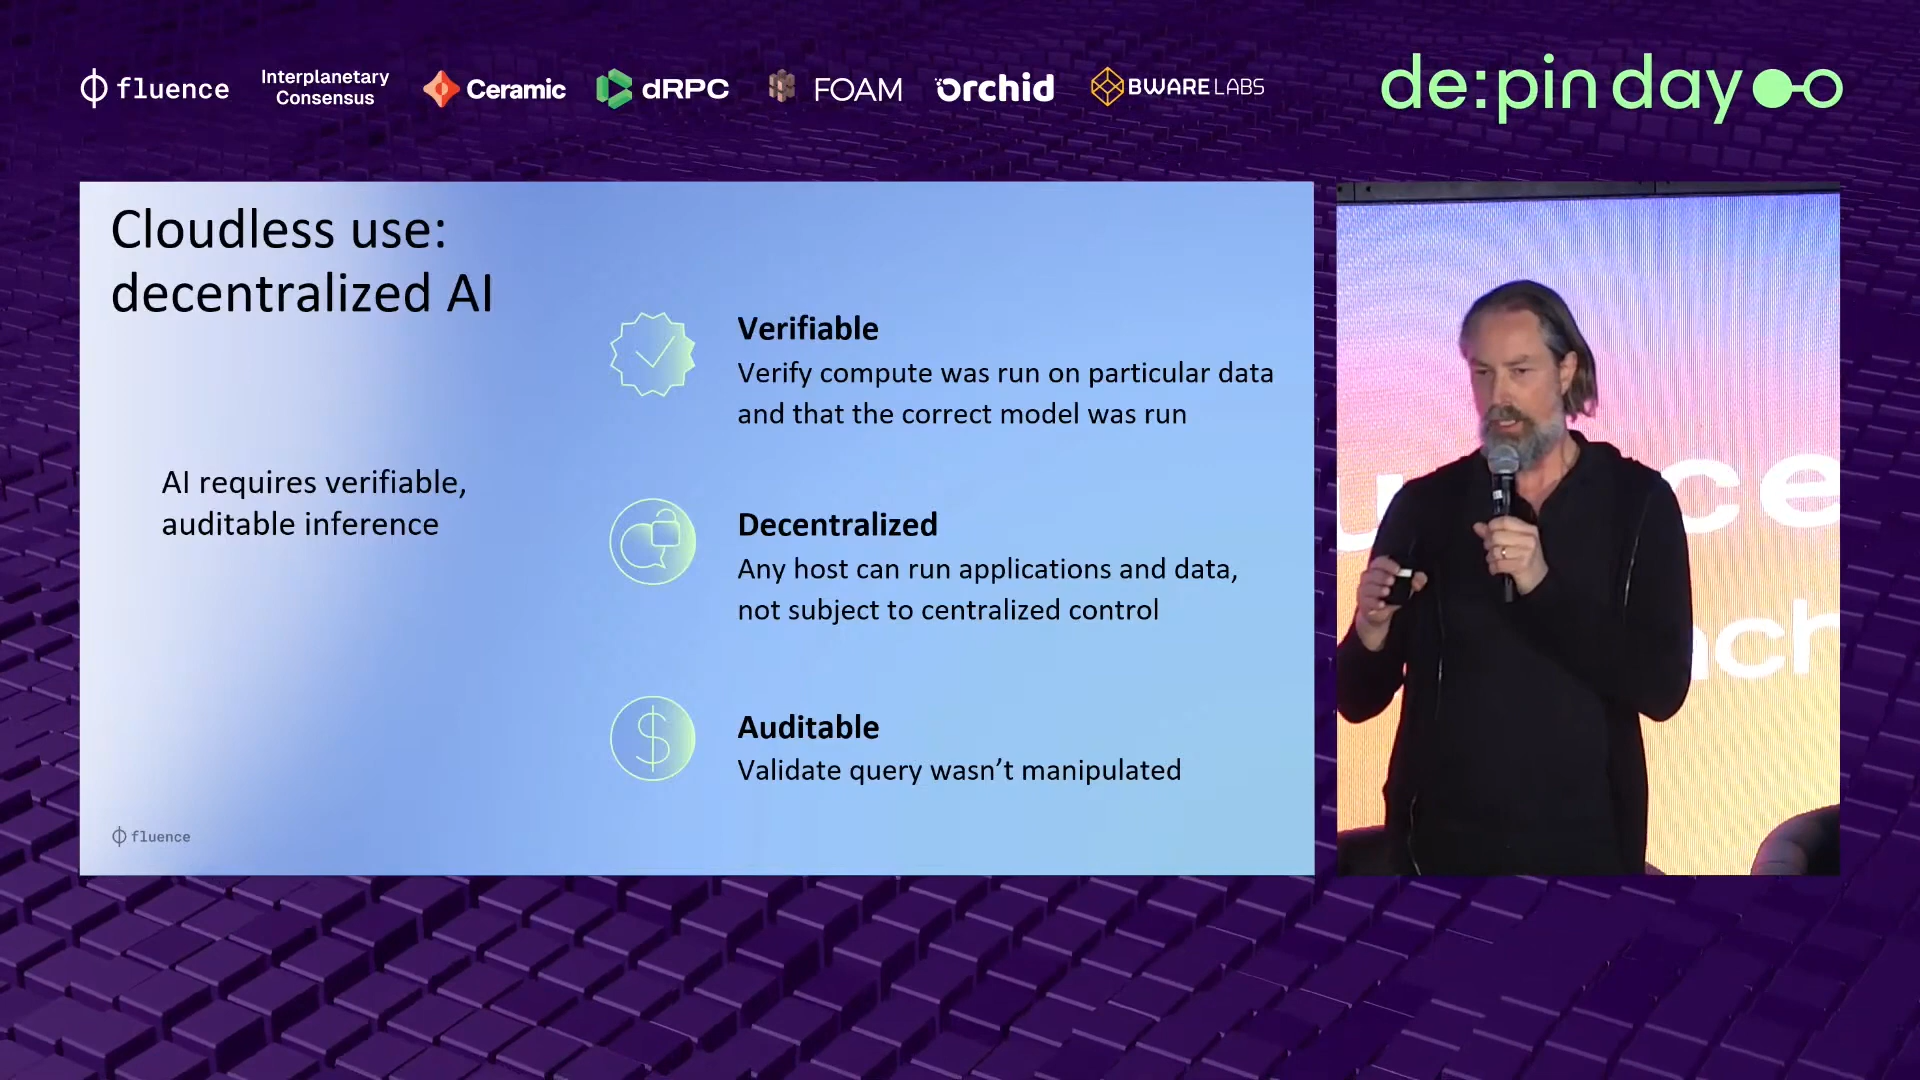 fluence
Interplanetary
Consensus
Ceramic
dRPC
FOAM
Orchid
BWARE LABS
de:pin day
Cloudless use:
decentralized AI
AI requires verifiable,
auditable inference
Verifiable
Verify compute was run on particular data
and that the correct model was run
Decentralized
Any host can run applications and data,
not subject to centralized control
Auditable
Validate query wasn’t manipulated
fluence